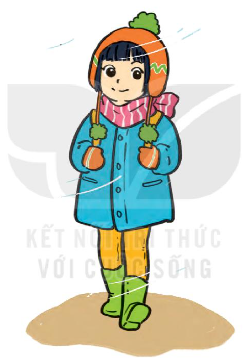 KẾT NỐI TRI THỨC
VỚI CUỘC SỐNG